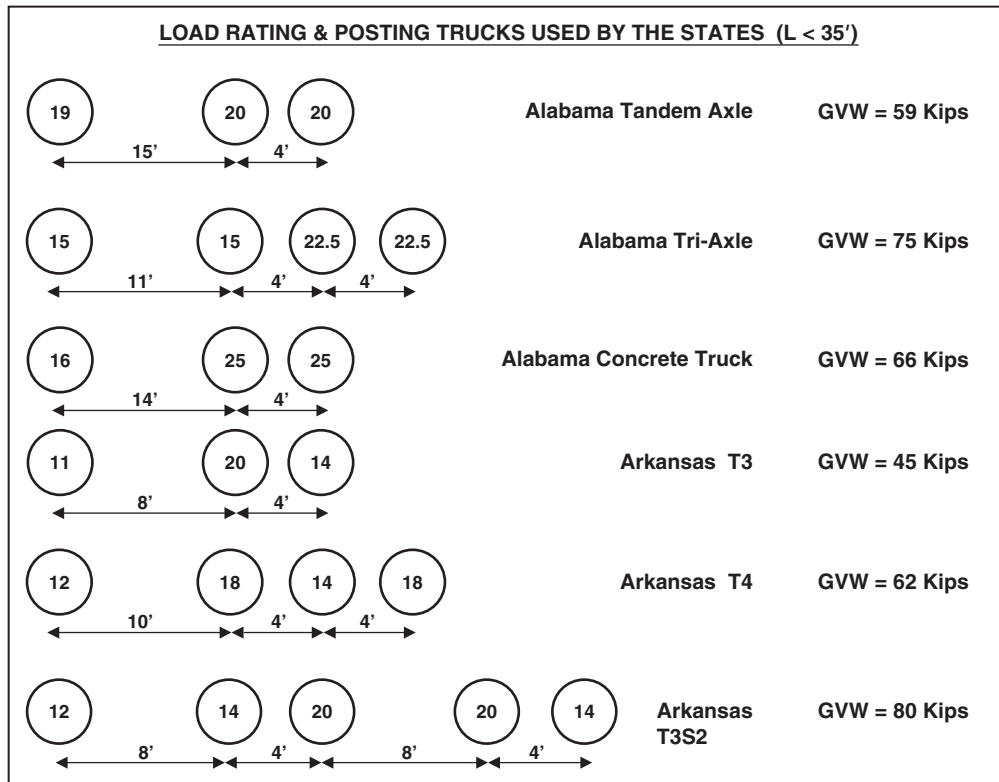 LOAD RATING & POSTING TRUCKS USED BY THE STATES (L < 35′)
19 20 20 Alabama Tandem Axle GVW = 59 Kips
15’ 4’
15 15 22.5 22.5 Alabama Tri-Axle GVW = 75 Kips
11’ 4’ 4’
16 25 25 Alabama Concrete Truck GVW = 66 Kips
14’ 4’
11 20 14 Arkansas T3 GVW = 45 Kips
8’ 4’
12 18 14 18 Arkansas T4 GVW = 62 Kips
10’ 4’ 4’
12 14 20 20 14 Arkansas GVW = 80 Kips
T3S2
8’ 4’ 8’ 4’